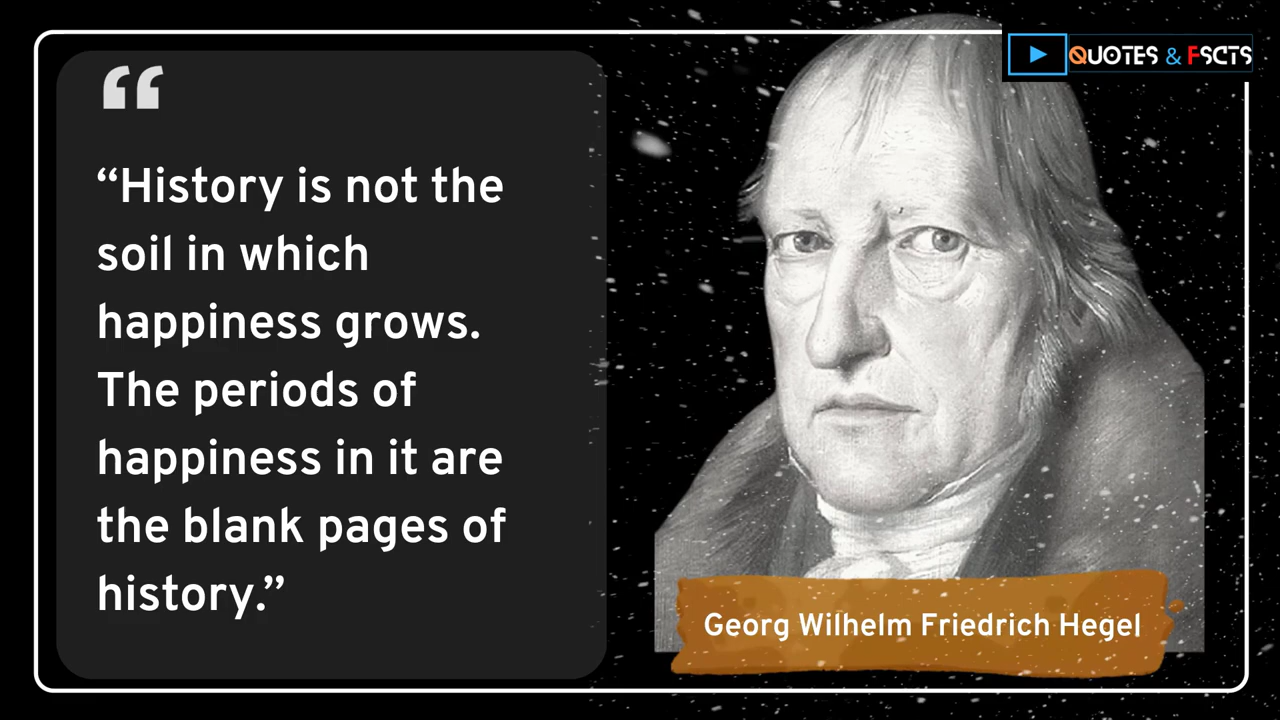 “
“History is not the
soil in which
happiness grows.
The periods of
happiness in it are
the blank pages of
history.”
QUOTES & FSCTS
Georg Wilhelm Friedrich Hegel